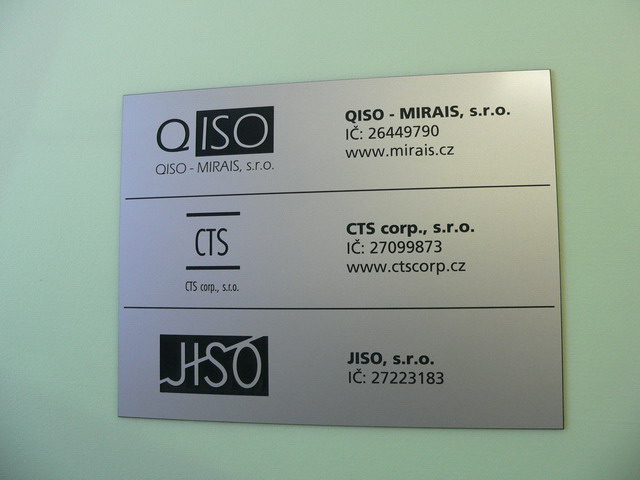 QISO
QISO - MIRAIS, s.r.o.
QISO - MIRAIS, s.r.o.
IČ: 26449790
www.mirais.cz
CTS
CTS corp., s.r.o.
CTS corp., s.r.o.
IČ: 27099873
www.ctscorp.cz
JISO
JISO, s.r.o.
IČ: 27223183